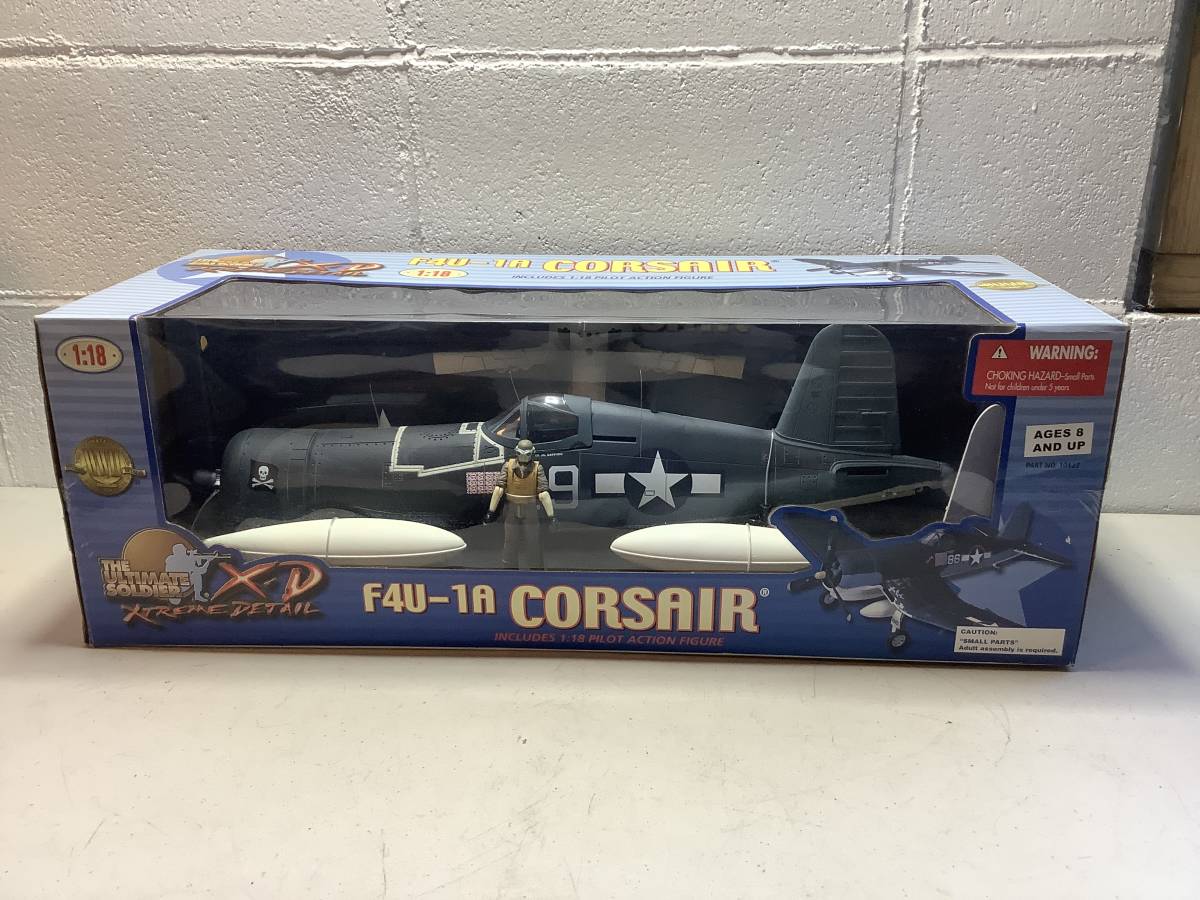 F4U-1A CORSAIR
1:18
INCLUDES 1:18 PILOT ACTION FIGURE
1:18
WARNING:
CHOKING HAZARD-Small Parts
Not for children under 5 years
AGES 8
AND UP
9
86
THE
ULTIMATE
SOLDIER
X·D
XTREME DETAIL
F4U-1A CORSAIR®
INCLUDES 1:18 PILOT ACTION FIGURE
CAUTION:
"SMALL PARTS"
Adult assembly is required.